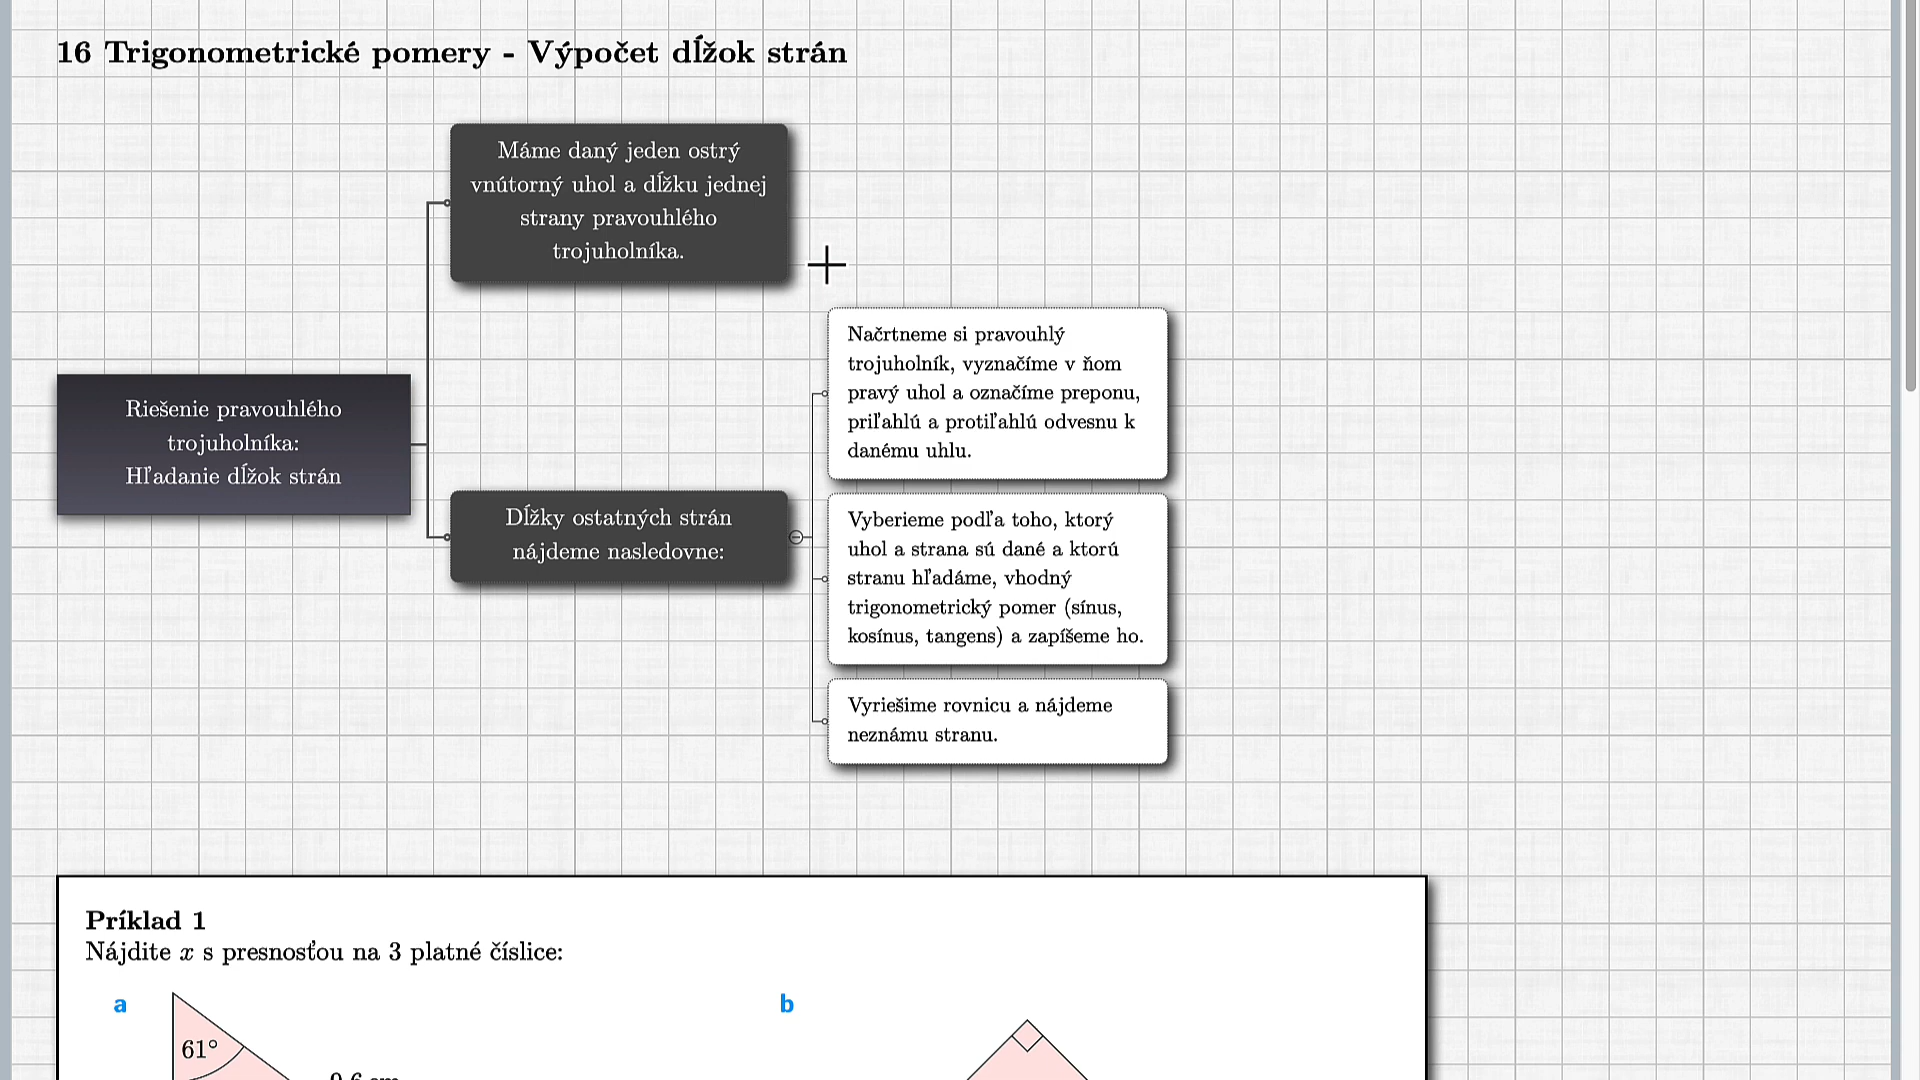 16 Trigonometrické pomery - Výpočet dĺžok strán
Máme daný jeden ostrý
vnútorný uhol a dĺžku jednej
strany pravouhlého
trojuholníka.
Riešenie pravouhlého
trojuholníka:
Hľadanie dĺžok strán
Dĺžky ostatných strán
nájdeme nasledovne:
Načrtneme si pravouhlý
trojuholník, vyznačíme v ňom
pravý uhol a označíme preponu,
priľahlú a protiľahlú odvesnu k
danému uhlu.
Vyberieme podľa toho, ktorý
uhol a strana sú dané a ktorú
stranu hľadáme, vhodný
trigonometrický pomer (sínus,
kosínus, tangens) a zapíšeme ho.
Vyriešime rovnicu a nájdeme
neznámu stranu.
Príklad 1
Nájdite x s presnosťou na 3 platné číslice:
a
b
61°